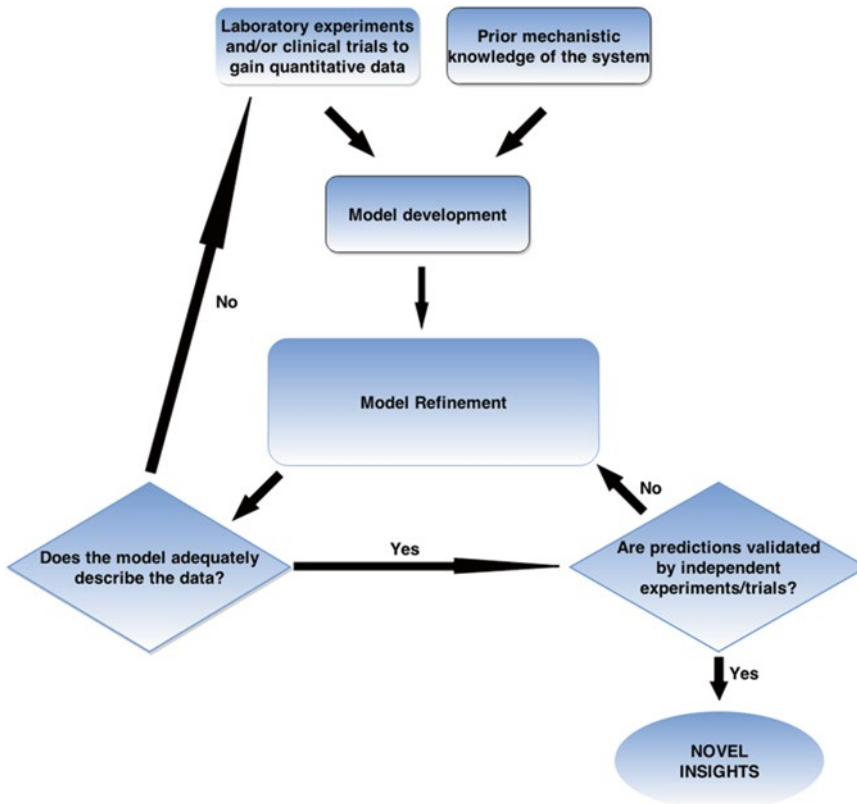 Laboratory experiments
and/or clinical trials to
gain quantitative data
Prior mechanistic
knowledge of the system
Model development
No
Model Refinement
Does the model adequately
describe the data?
Yes
No
Are predictions validated
by independent
experiments/trials?
Yes
NOVEL
INSIGHTS